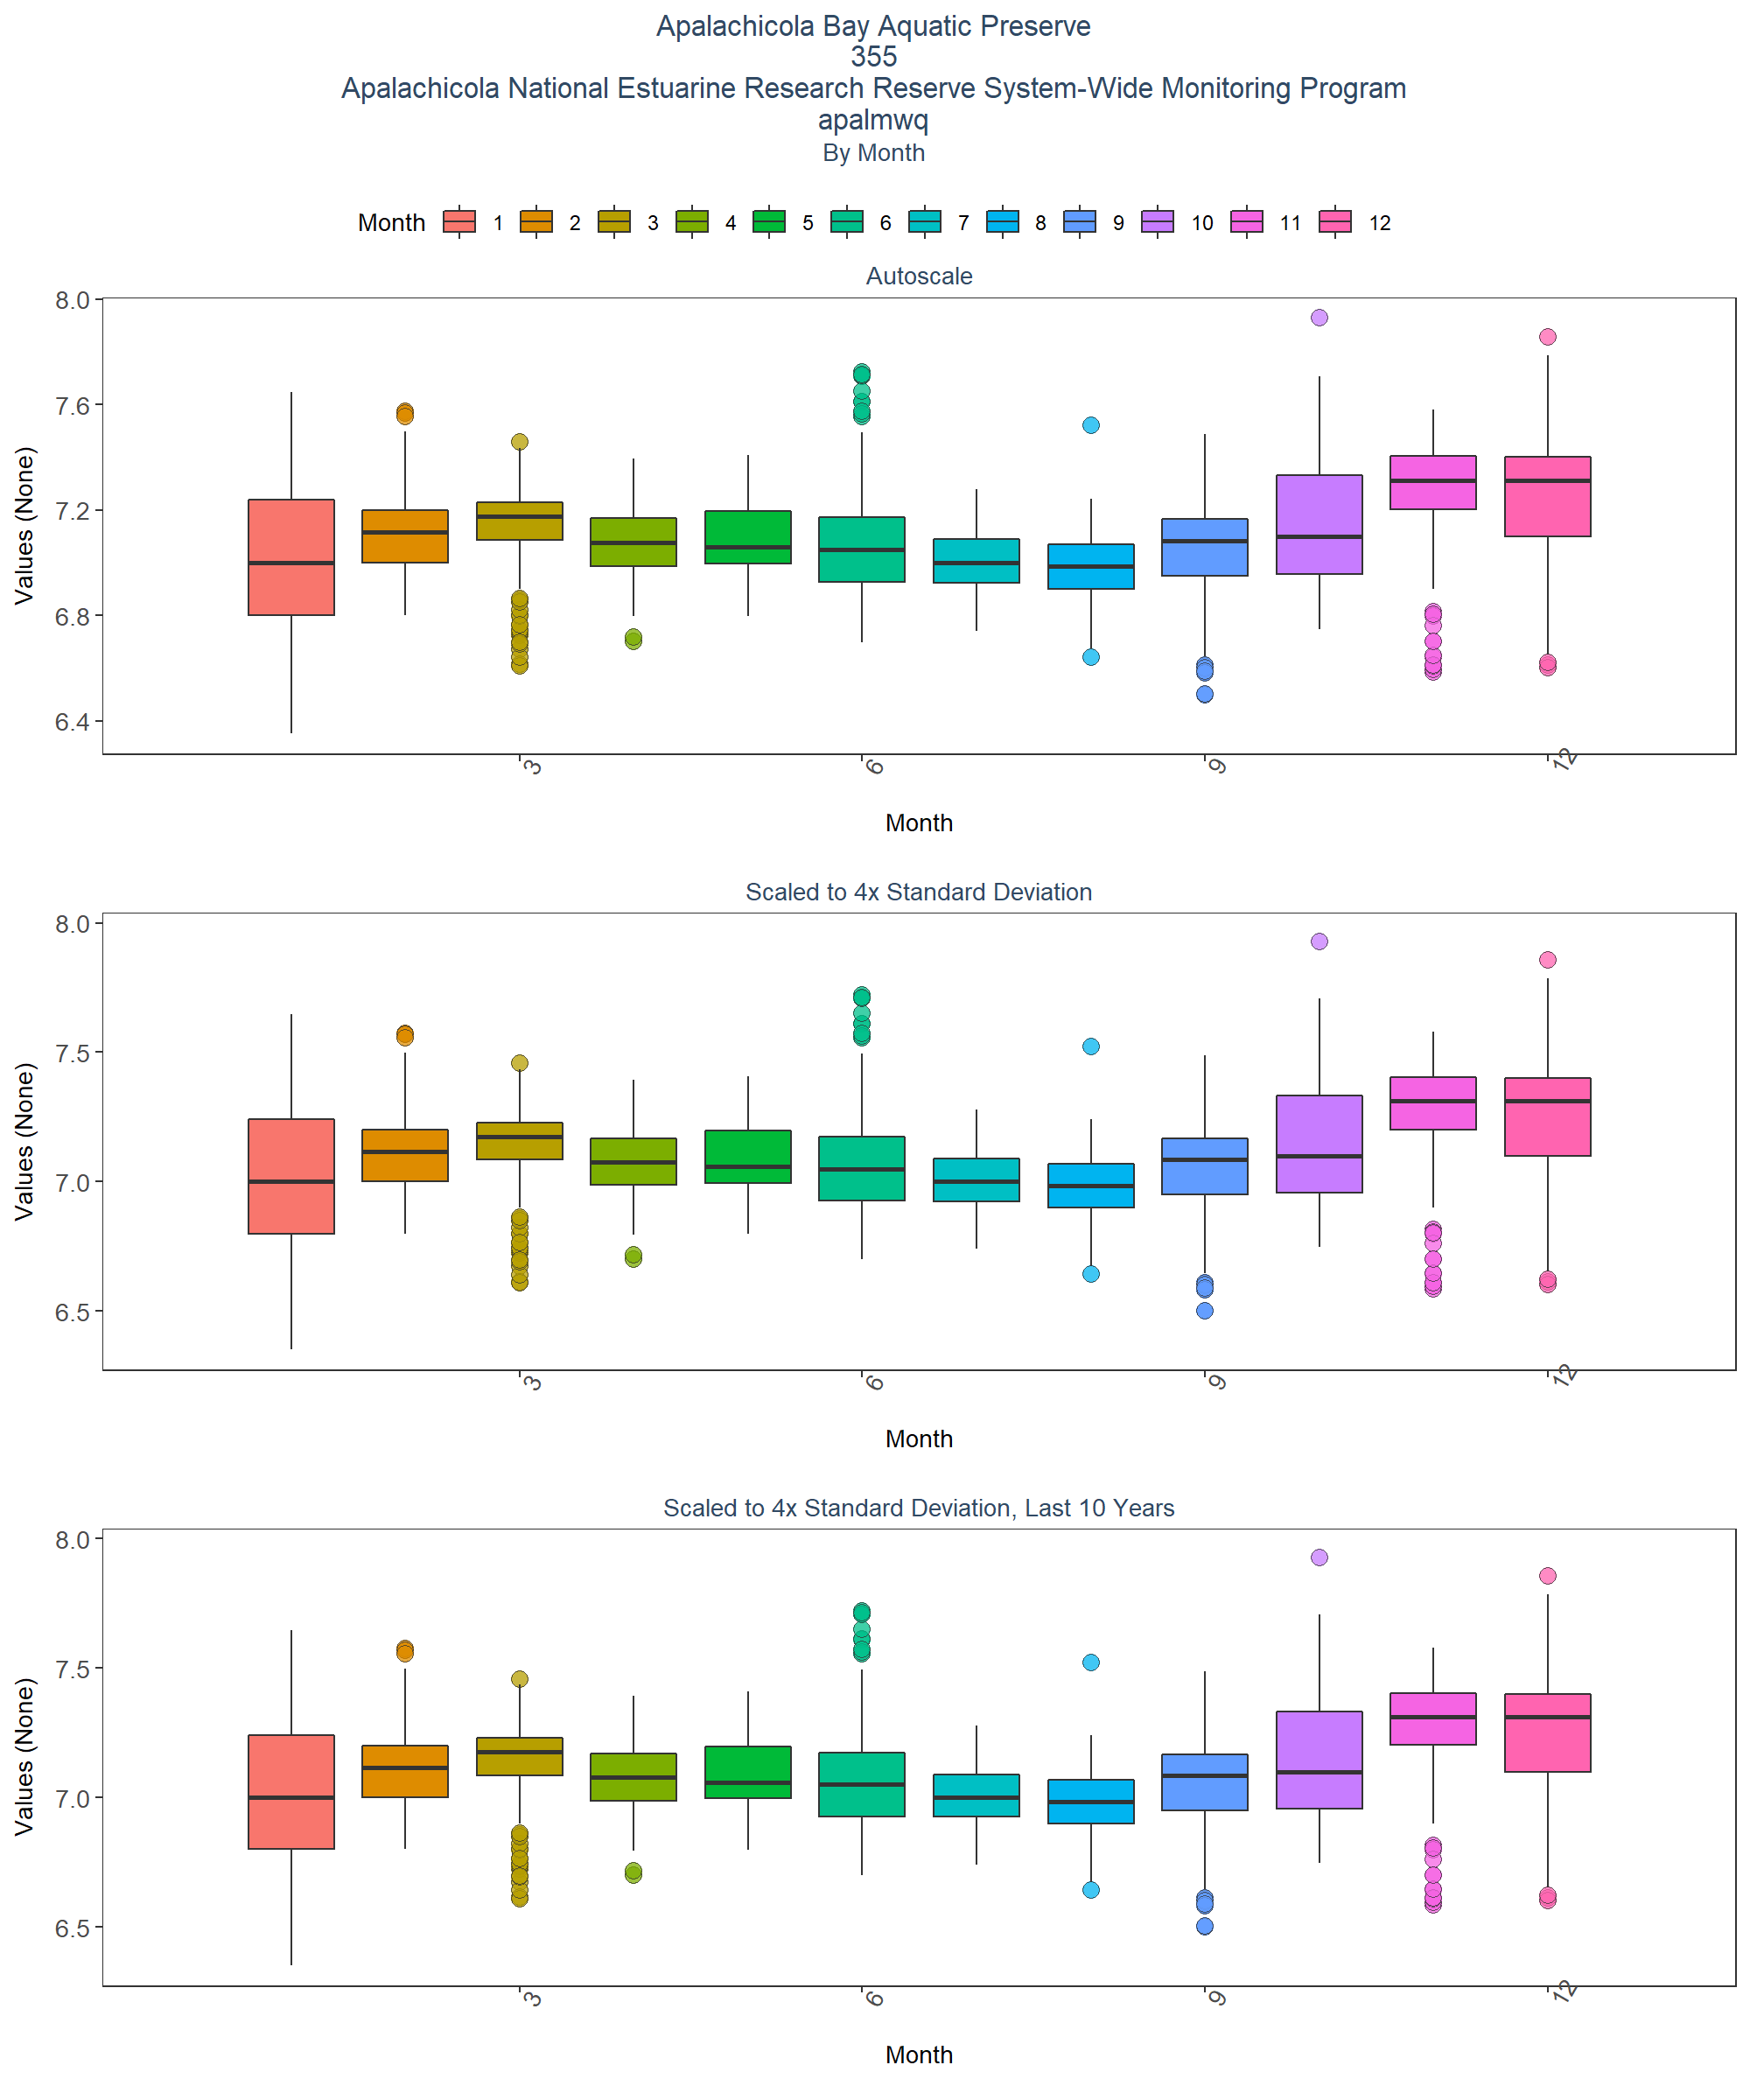 Apalachicola Bay Aquatic Preserve
355
Apalachicola National Estuarine Research Reserve System-Wide Monitoring Program
apalmwq
By Month
Month 1 2 3 4 5 6 7 8 9 10 11 12
Autoscale
Values (None)
8.0
7.6
7.2
6.8
6.4
3 6 9 12
Month
Scaled to 4x Standard Deviation
Values (None)
8.0
7.5
7.0
6.5
3 6 9 12
Month
Scaled to 4x Standard Deviation, Last 10 Years
Values (None)
8.0
7.5
7.0
6.5
3 6 9 12
Month